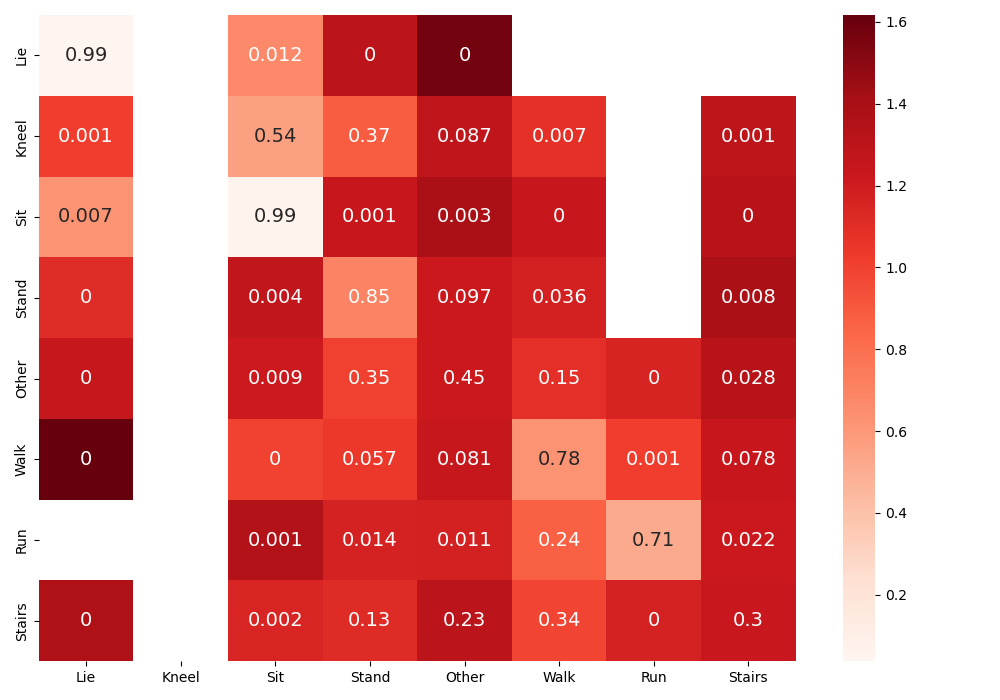 1.6
Lie 0.99 0.012 0 0
1.4
Kneel 0.001 0.54 0.37 0.087 0.007 0.001
1.2
Sit 0.007 0.99 0.001 0.003 0 0
1.0
Stand 0 0.004 0.85 0.097 0.036 0.008
0.8
Other 0 0.009 0.35 0.45 0.15 0 0.028
0.6
Walk 0 0 0.057 0.081 0.78 0.001 0.078
0.4
Run 0.001 0.014 0.011 0.24 0.71 0.022
0.2
Stairs 0 0.002 0.13 0.23 0.34 0 0.3
Lie Kneel Sit Stand Other Walk Run Stairs